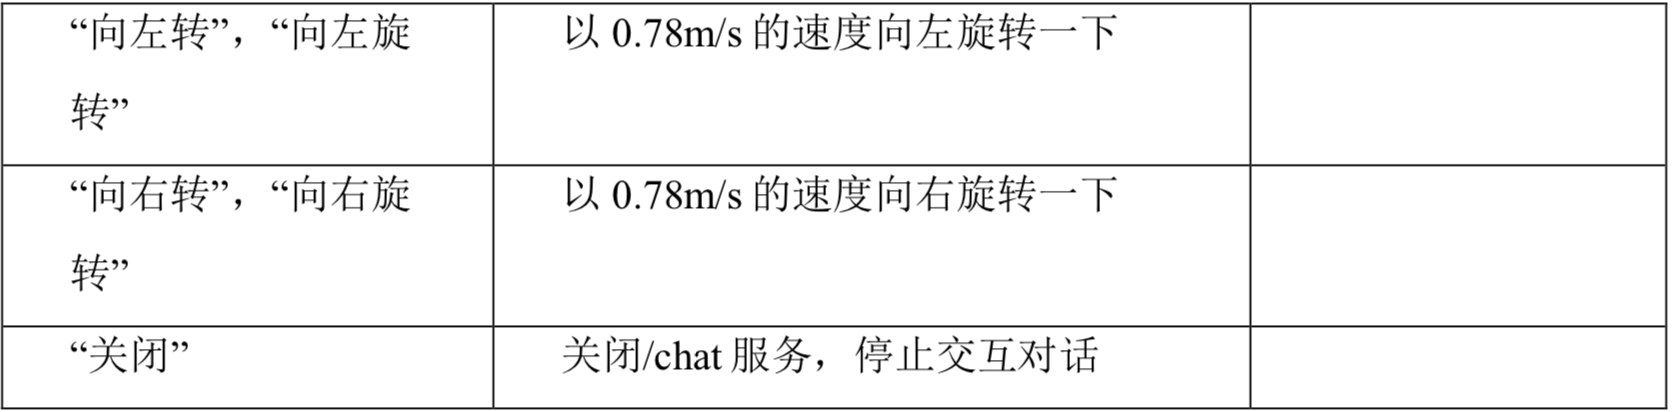 “向左转”，“向左旋
转”
以 0.78m/s 的速度向左旋转一下
“向右转”，“向右旋
转”
以 0.78m/s 的速度向右旋转一下
“关闭”
关闭/chat 服务，停止交互对话